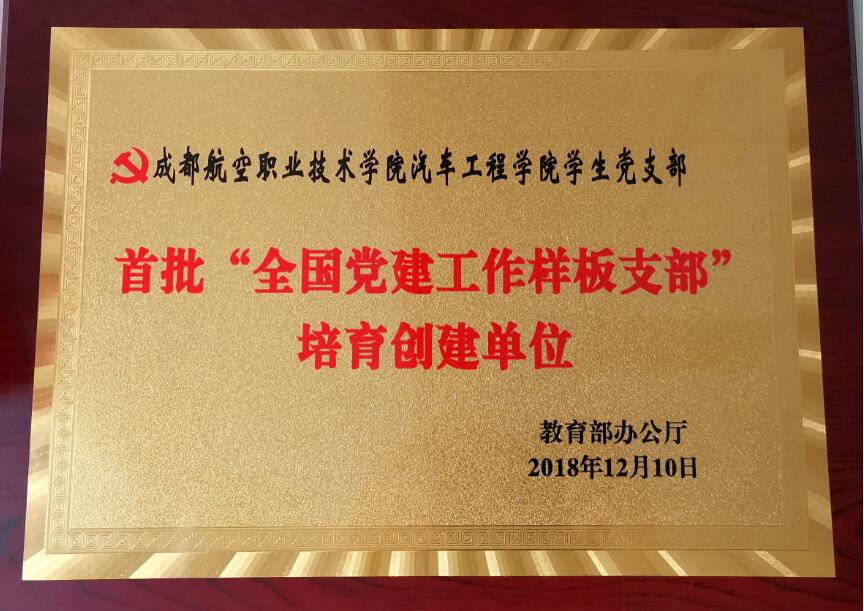 成都航空职业技术学院汽车工程学院学生党支部
首批“全国党建工作样板支部”
培育创建单位
教育部办公厅
2018年12月10日